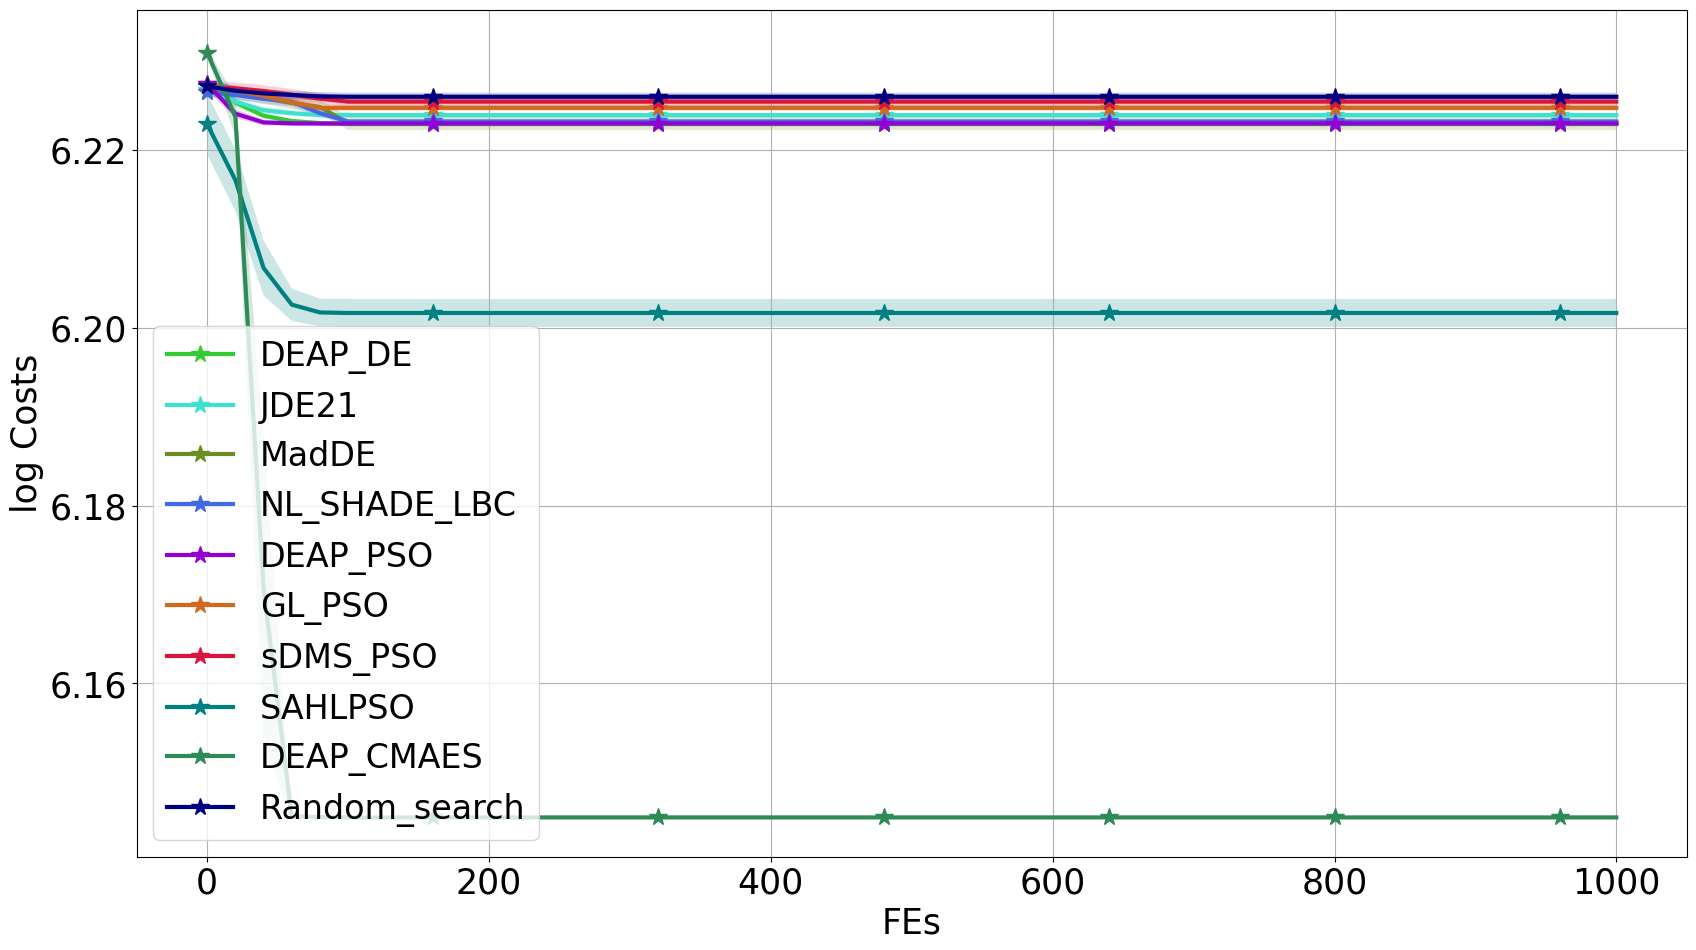 6.22
6.20
6.18
6.16
log Costs
DEAP_DE
JDE21
MadDE
NL_SHADE_LBC
DEAP_PSO
GL_PSO
sDMS_PSO
SAHLPSO
DEAP_CMAES
Random_search
0 200 400 600 800 1000
FEs